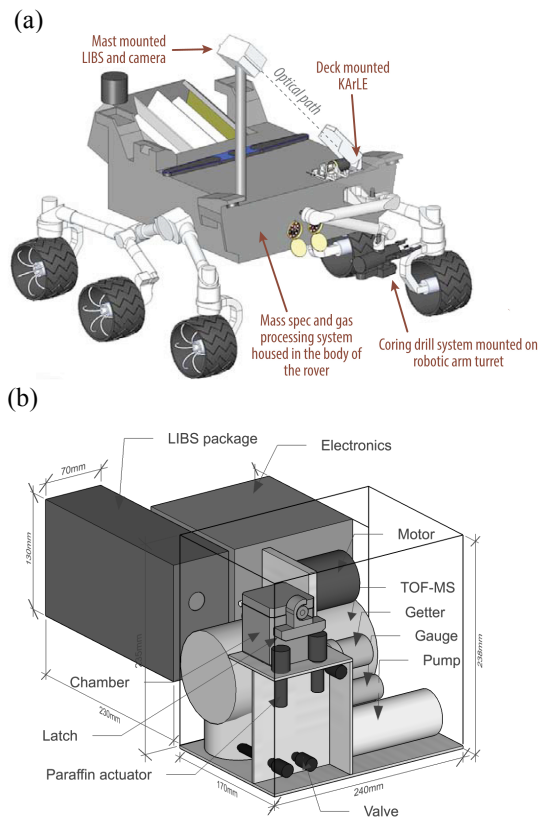 (a)
Mast mounted
LIBS and camera
Optical path
Deck mounted
KArLE
Mass spec and gas
processing system
housed in the body of
the rover
Coring drill system mounted on
robotic arm turret
(b)
LIBS package
Electronics
70mm
130mm
Motor
TOF-MS
Getter
Gauge
Pump
238mm
Chamber
230mm
Latch
Paraffin actuator
170mm
240mm
Valve